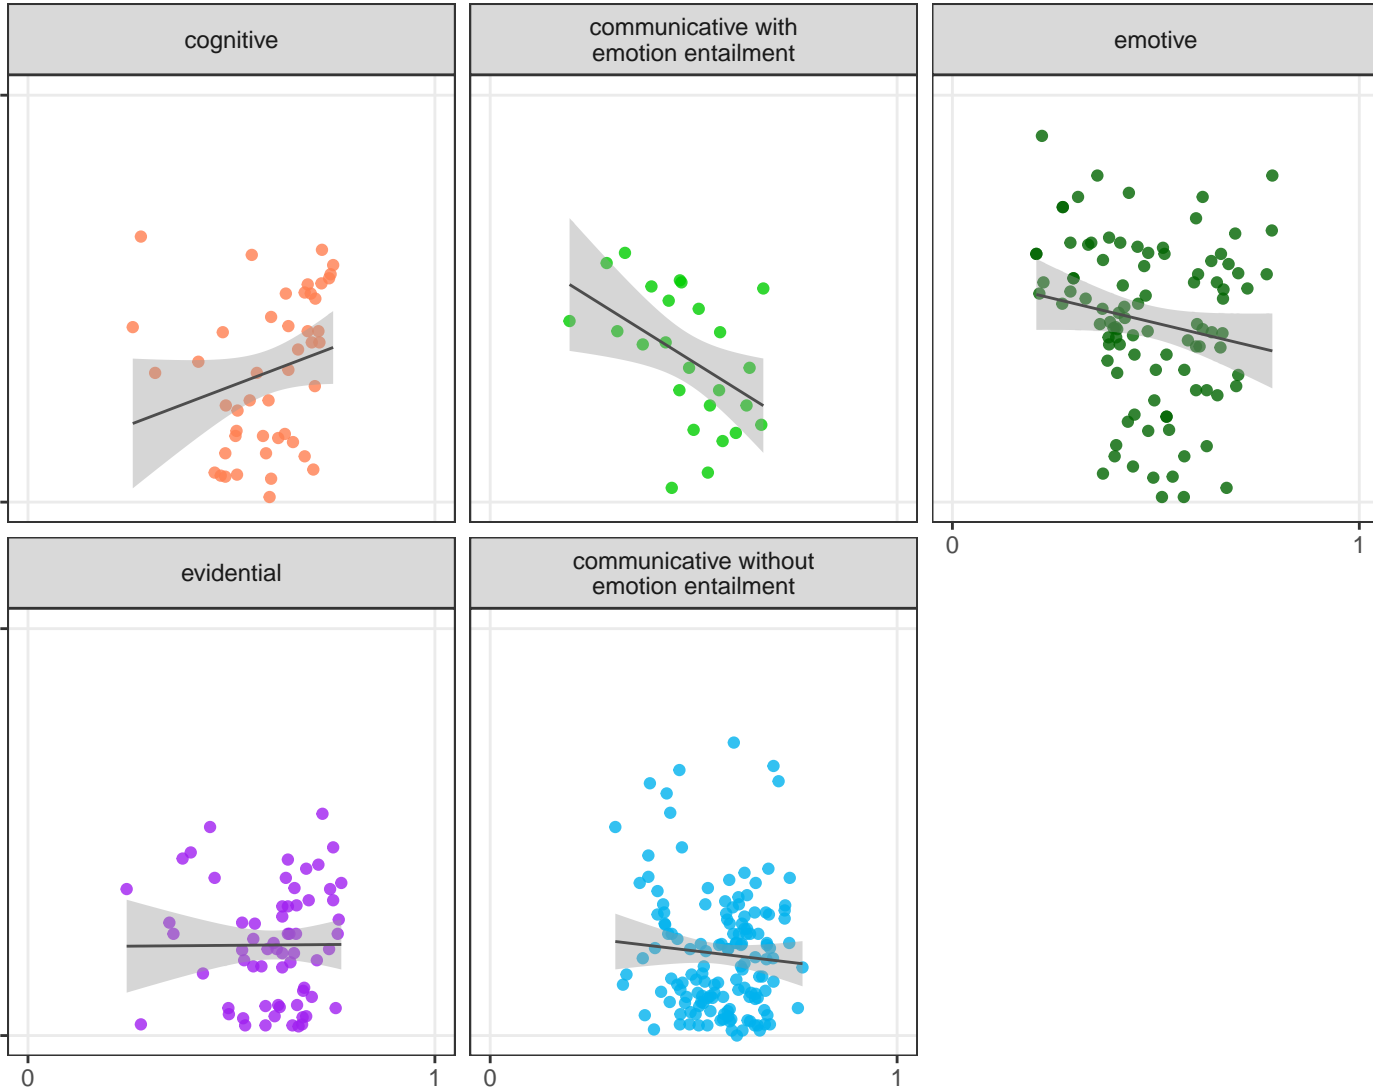 cognitive
communicative with
emotion entailment
emotive
0
1
evidential
communicative without
emotion entailment
0
1
0
1